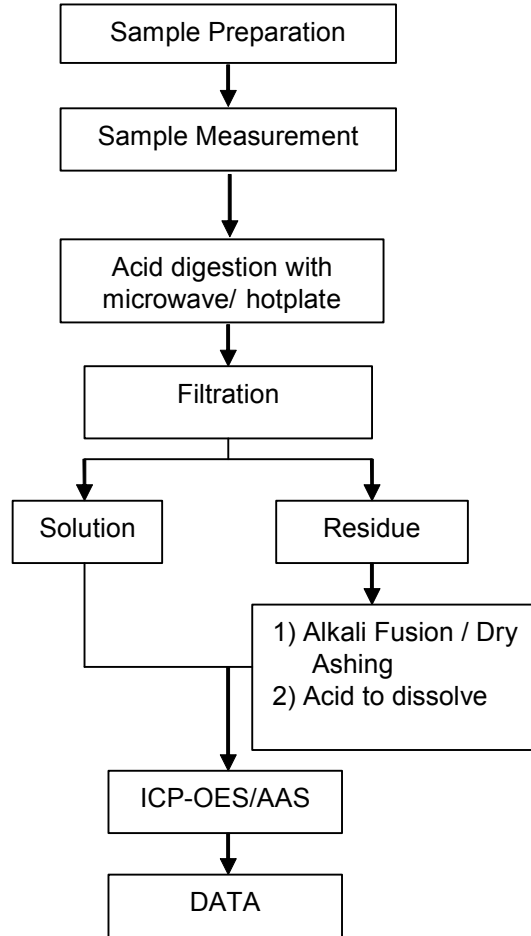 Sample Preparation
Sample Measurement
Acid digestion with
microwave/ hotplate
Filtration
Solution
Residue
1) Alkali Fusion / Dry
Ashing
2) Acid to dissolve
ICP-OES/AAS
DATA